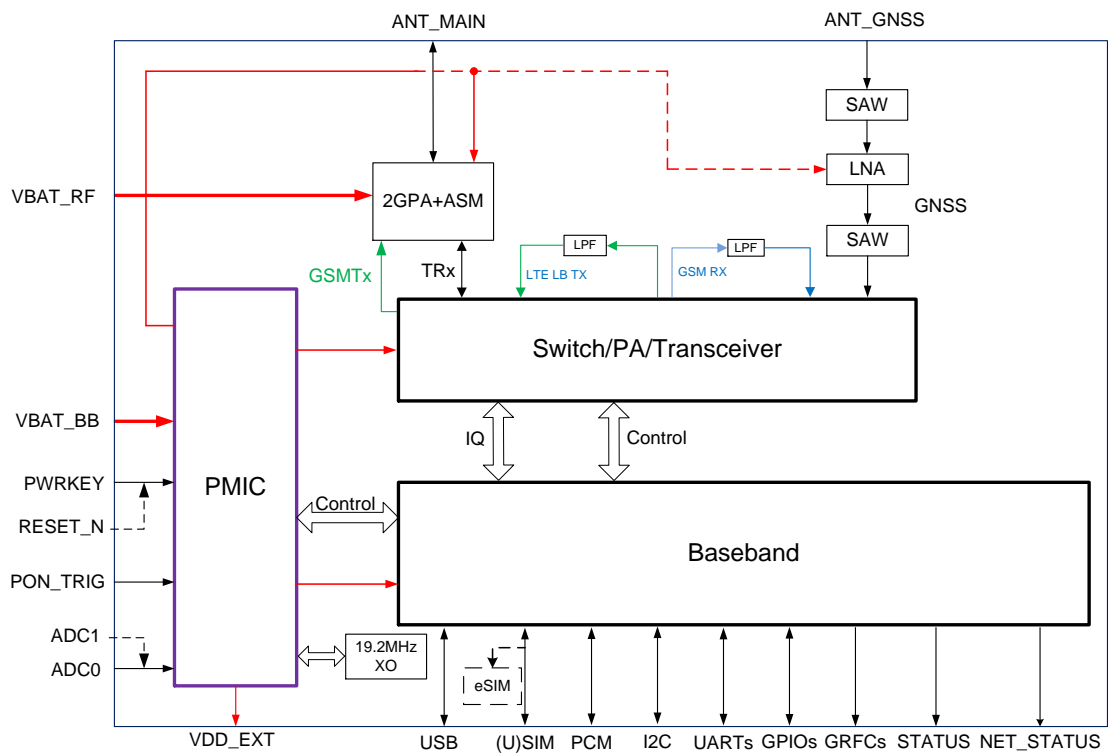 ANT_MAIN
ANT_GNSS
SAW
LNA
VBAT_RF
2GPA+ASM
GNSS
SAW
LPF
LPF
GSMTx
TRx
LTE LB TX
GSM RX
Switch/PA/Transceiver
VBAT_BB
IQ
Control
PWRKEY
PMIC
RESET_N
Control
Baseband
PON_TRIG
ADC1
19.2MHz
XO
ADC0
eSIM
VDD_EXT
USB
(U)SIM
PCM
I2C
UARTs
GPIOs
GRFCs
STATUS
NET_STATUS